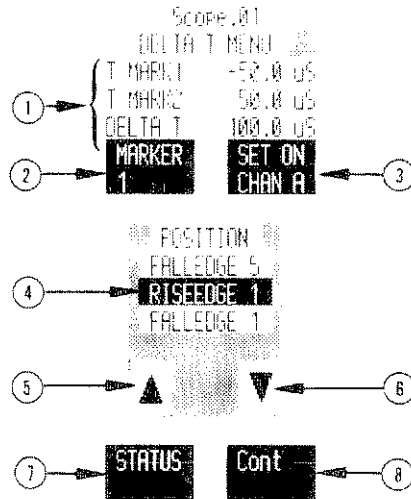 Scope.01
DELTA T MENU
T MARK1 -50.0 uS
T MARK2 50.0 uS
DELTA T 100.0 uS
1
MARKER SET ON
2 1 CHAN A 3
POSITION
FALLEDGE 5
4 RISEEDGE 1
FALLEDGE 1
5 6
STATUS Cont
7 8